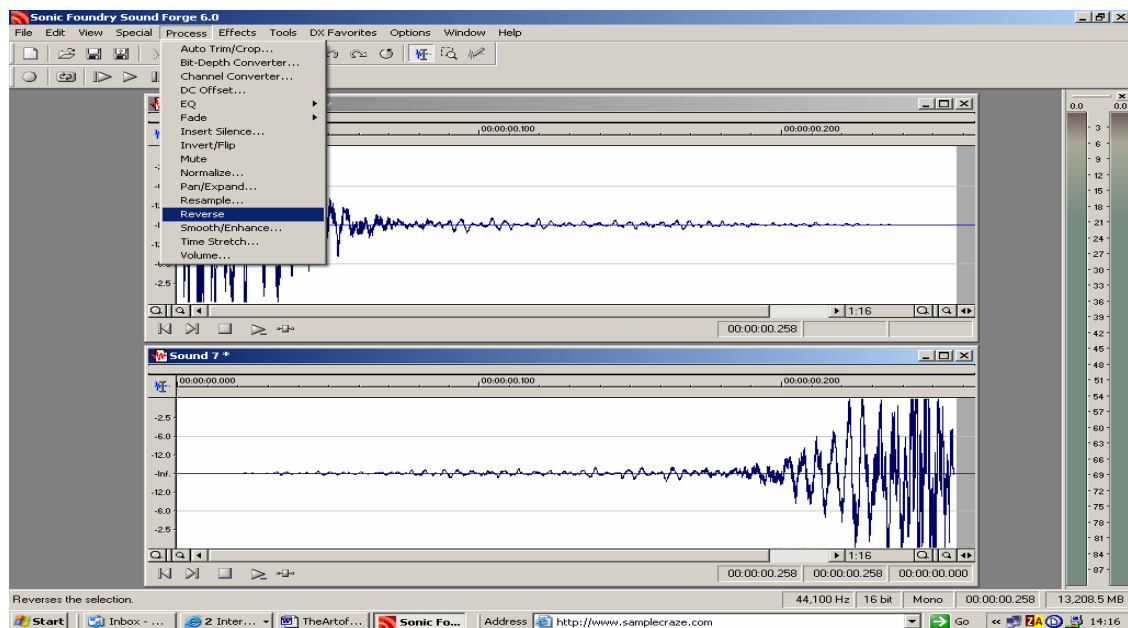 Sonic Foundry Sound Forge 6.0
File Edit View Special Process Effects Tools DX Favorites Options Window Help
Auto Trim/Crop...
Bit-Depth Converter...
Channel Converter...
DC Offset...
EQ
Fade
Insert Silence...
Invert/Flip
Mute
Normalize...
Pan/Expand...
Resample...
Reverse
Smooth/Enhance...
Time Stretch...
Volume...
00:00:00.100 00:00:00.200
-2.5
1:16
00:00:00.258
Sound 7 *
00:00:00.000 00:00:00.100 00:00:00.200
-2.5
-6.0
-12.0
-Inf.
-12.0
-6.0
-2.5
1:16
00:00:00.258 00:00:00.258 00:00:00.000
0.0 0.0
- 3 -
- 6 -
- 9 -
- 12 -
- 15 -
- 18 -
- 21 -
- 24 -
- 27 -
- 30 -
- 33 -
- 36 -
- 39 -
- 42 -
- 45 -
- 48 -
- 51 -
- 54 -
- 57 -
- 60 -
- 63 -
- 66 -
- 69 -
- 72 -
- 75 -
- 78 -
- 81 -
- 84 -
- 87 -
Reverses the selection. 44,100 Hz 16 bit Mono 00:00:00.258 13,208.5 MB
Start Inbox - ... 2 Inter... TheArtof... Sonic Fo... Address http://www.samplecraze.com Go « ZA 14:16